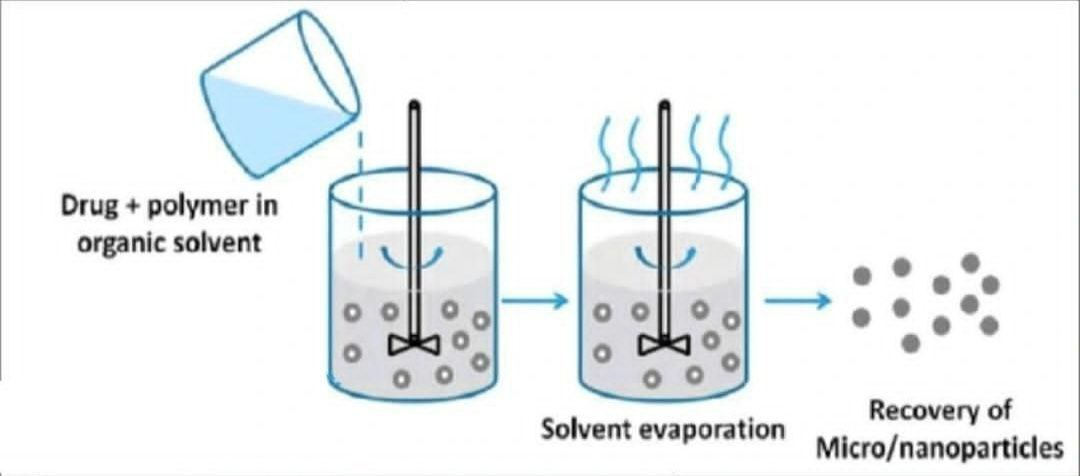 Drug + polymer in
organic solvent
Solvent evaporation
Recovery of
Micro/nanoparticles